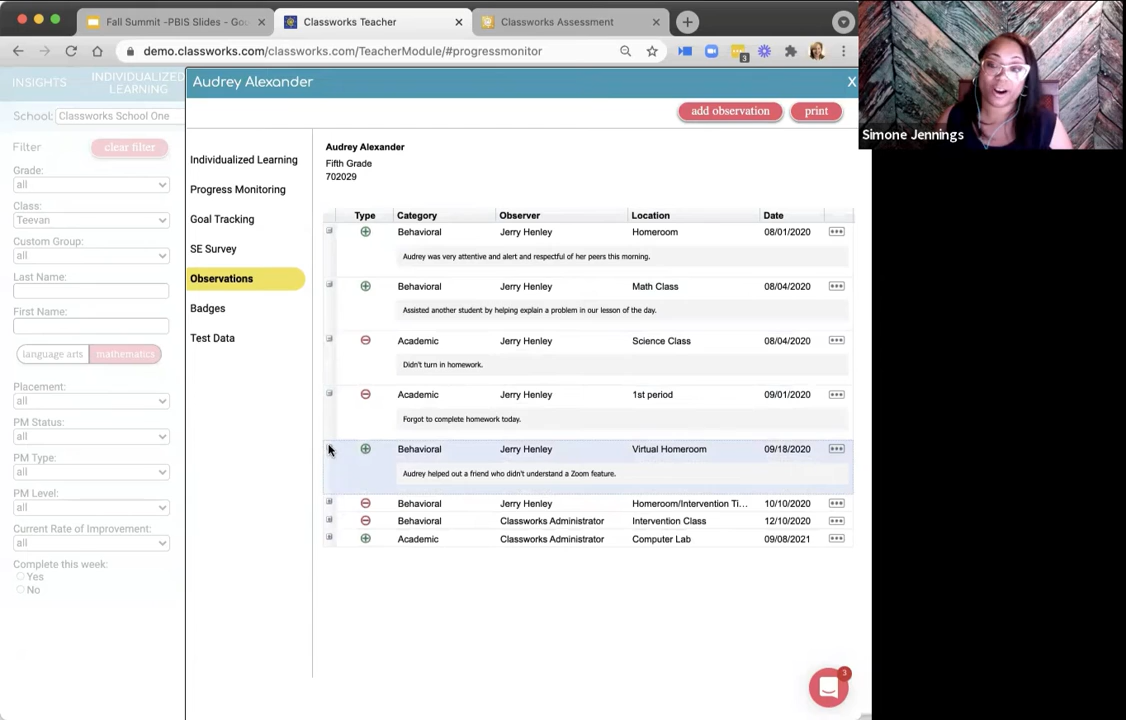 Fall Summit -PBIS Slides - Goo
Classworks Teacher
Classworks Assessment
demo.classworks.com/classworks.com/TeacherModule/#progressmonitor
3
INSIGHTS
INDIVIDUALIZED
LEARNING
Audrey Alexander
X
School: Classworks School One
add observation
print
Simone Jennings
Filter
clear filter
Grade:
all
Class:
Teevan
Custom Group:
all
Last Name:
First Name:
language arts
mathematics
Placement:
all
PM Status:
all
PM Type:
all
PM Level:
all
Current Rate of Improvement:
all
Complete this week:
Yes
No
Individualized Learning
Progress Monitoring
Goal Tracking
SE Survey
Observations
Badges
Test Data
Audrey Alexander
Fifth Grade
702029
Type Category Observer Location Date
Behavioral Jerry Henley Homeroom 08/01/2020
Audrey was very attentive and alert and respectful of her peers this morning.
Behavioral Jerry Henley Math Class 08/04/2020
Assisted another student by helping explain a problem in our lesson of the day.
Academic Jerry Henley Science Class 08/04/2020
Didn't turn in homework.
Academic Jerry Henley 1st period 09/01/2020
Forgot to complete homework today.
Behavioral Jerry Henley Virtual Homeroom 09/18/2020
Audrey helped out a friend who didn't understand a Zoom feature.
Behavioral Jerry Henley Homeroom/Intervention Ti... 10/10/2020
Behavioral Classworks Administrator Intervention Class 12/10/2020
Academic Classworks Administrator Computer Lab 09/08/2021
3